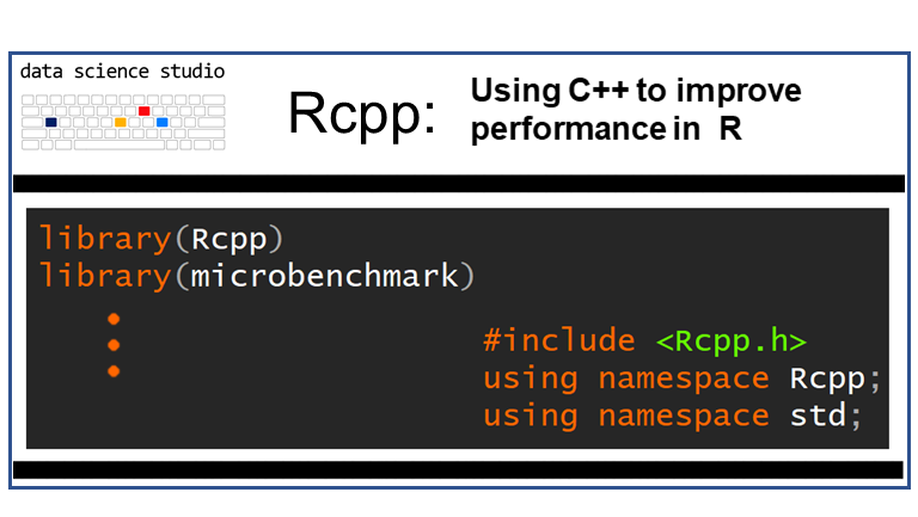 data science studio
Rcpp:
Using C++ to improve
performance in R
library(Rcpp)
library(microbenchmark)
#include <Rcpp.h>
using namespace Rcpp;
using namespace std;